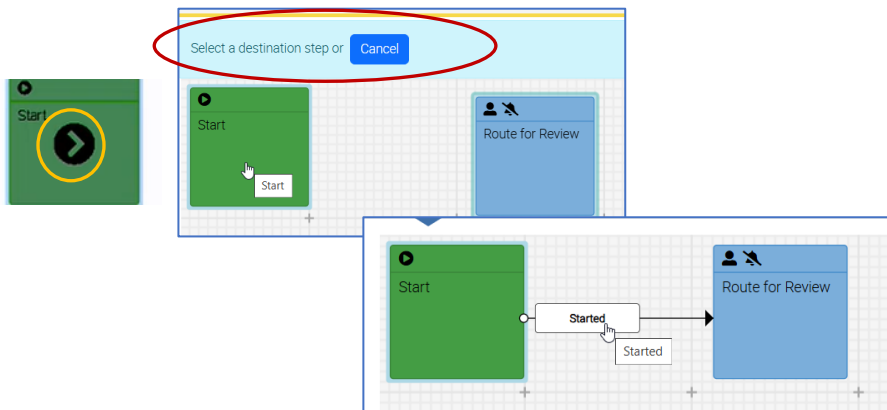 Start
Select a destination step or Cancel
Start
Start
Route for Review
Start
Started
Started
Route for Review